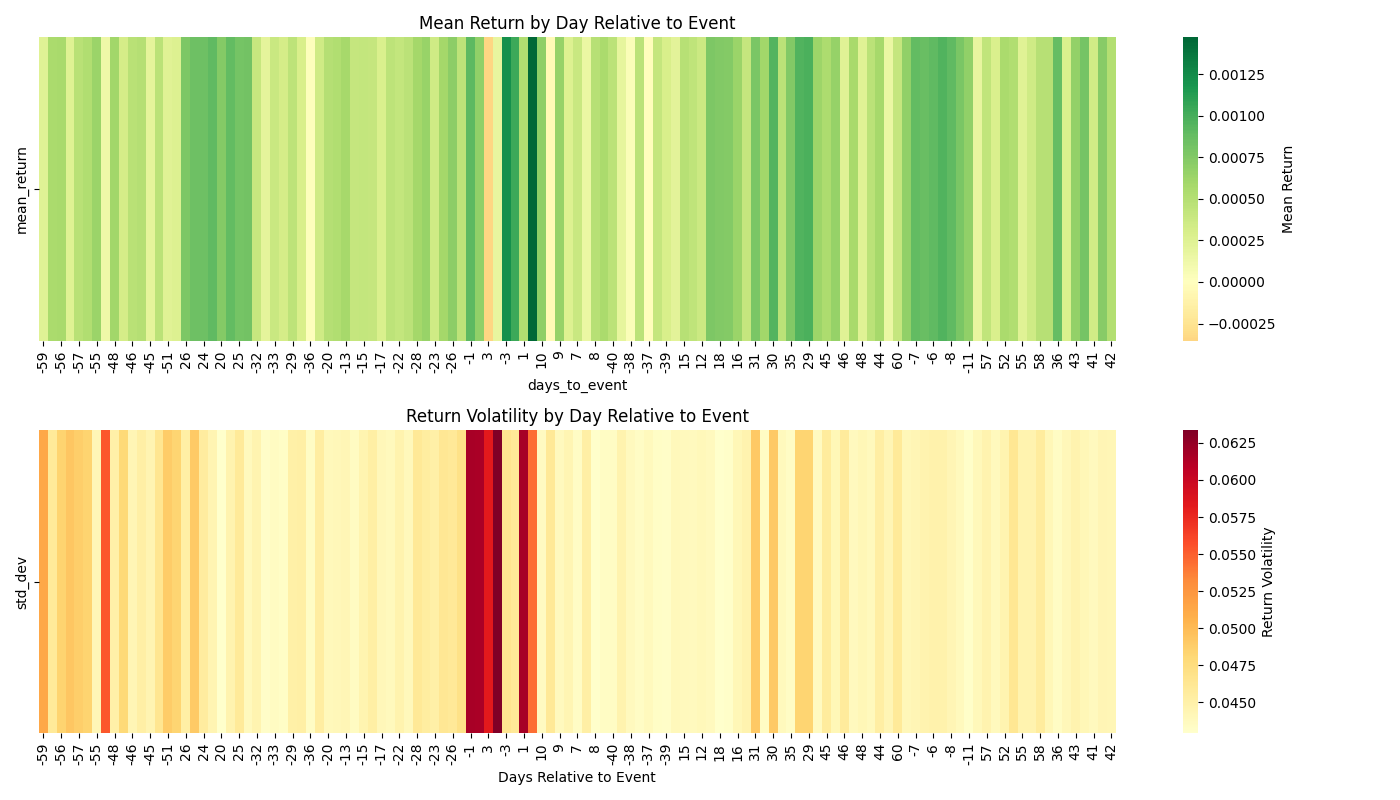 Mean Return by Day Relative to Event
mean_return
-59 -56 -57 -55 -48 -46 -45 -51 26 24 20 25 -32 -33 -29 -36 -20 -13 -15 -17 -22 -28 -23 -26 -1 3 -3 1 10 9 7 8 -40 -38 -37 -39 15 12 18 16 31 30 35 29 45 46 48 44 60 -7 -6 -8 -11 57 52 55 58 36 43 41 42
days_to_event
0.00125
0.00100
0.00075
0.00050
0.00025
0.00000
−0.00025
Mean Return
Return Volatility by Day Relative to Event
std_dev
-59 -56 -57 -55 -48 -46 -45 -51 26 24 20 25 -32 -33 -29 -36 -20 -13 -15 -17 -22 -28 -23 -26 -1 3 -3 1 10 9 7 8 -40 -38 -37 -39 15 12 18 16 31 30 35 29 45 46 48 44 60 -7 -6 -8 -11 57 52 55 58 36 43 41 42
Days Relative to Event
0.0625
0.0600
0.0575
0.0550
0.0525
0.0500
0.0475
0.0450
Return Volatility